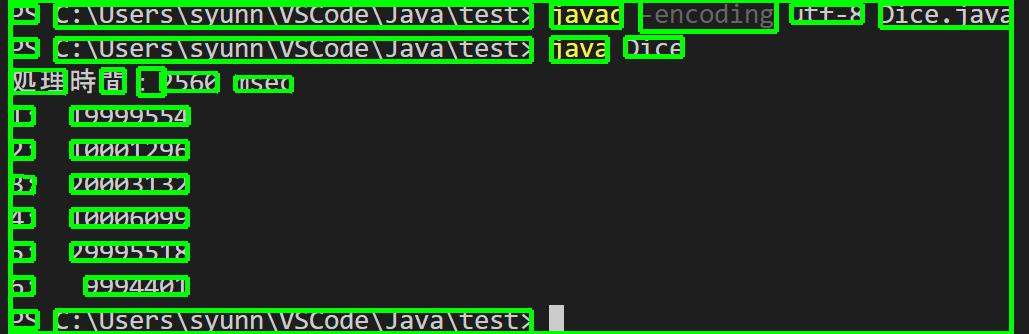 PS C:\Users\syunn\VSCode\Java\test> javac -encoding utf-8 Dice.java
PS C:\Users\syunn\VSCode\Java\test> java Dice
処理時間：2560 msec
1:  19999554
2:  10001296
3:  20003132
4:  10006099
5:  29995518
6:   9994401
PS C:\Users\syunn\VSCode\Java\test>